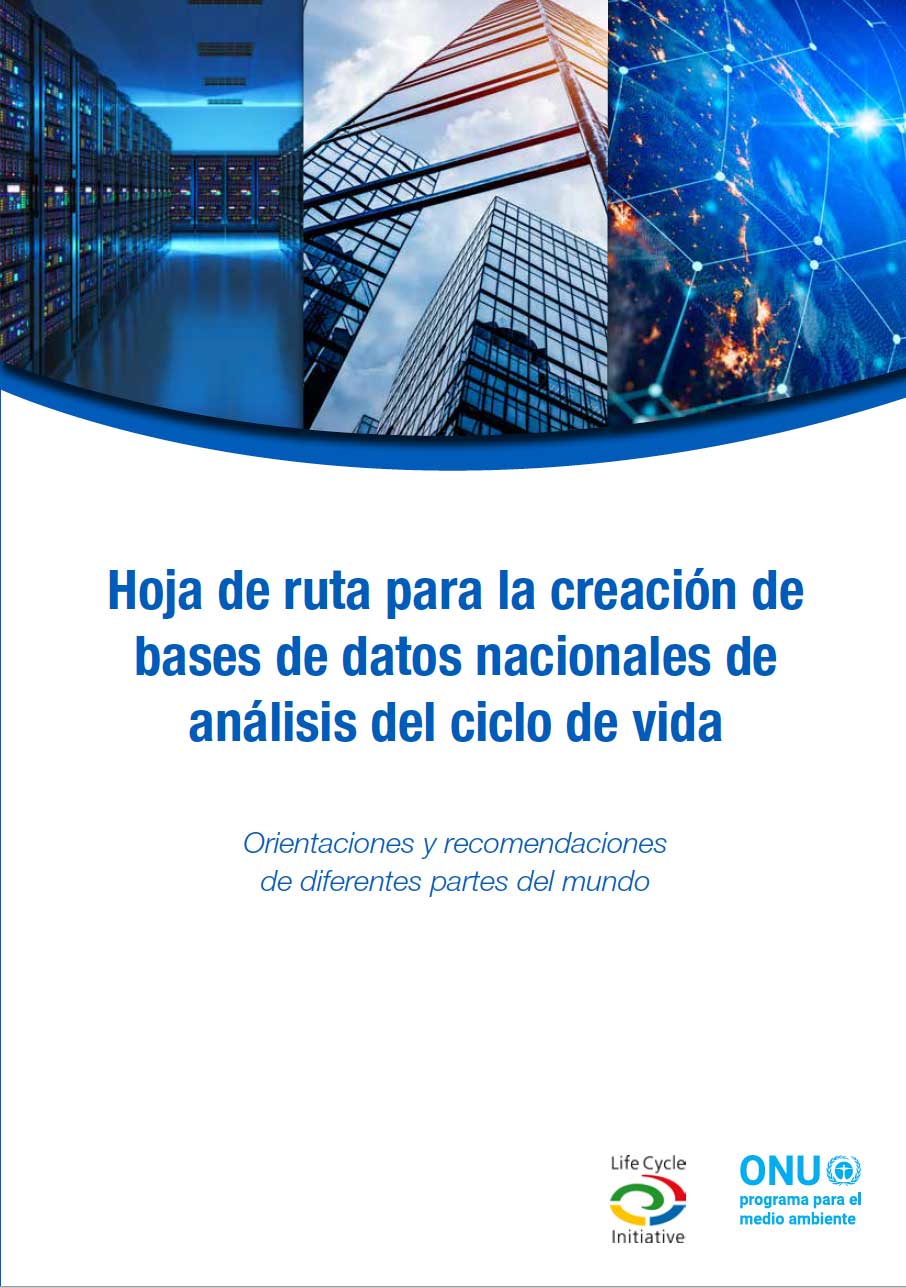 Hoja de ruta para la creación de
bases de datos nacionales de
análisis del ciclo de vida
Orientaciones y recomendaciones
de diferentes partes del mundo
Life Cycle
Initiative
ONU
programa para el
medio ambiente